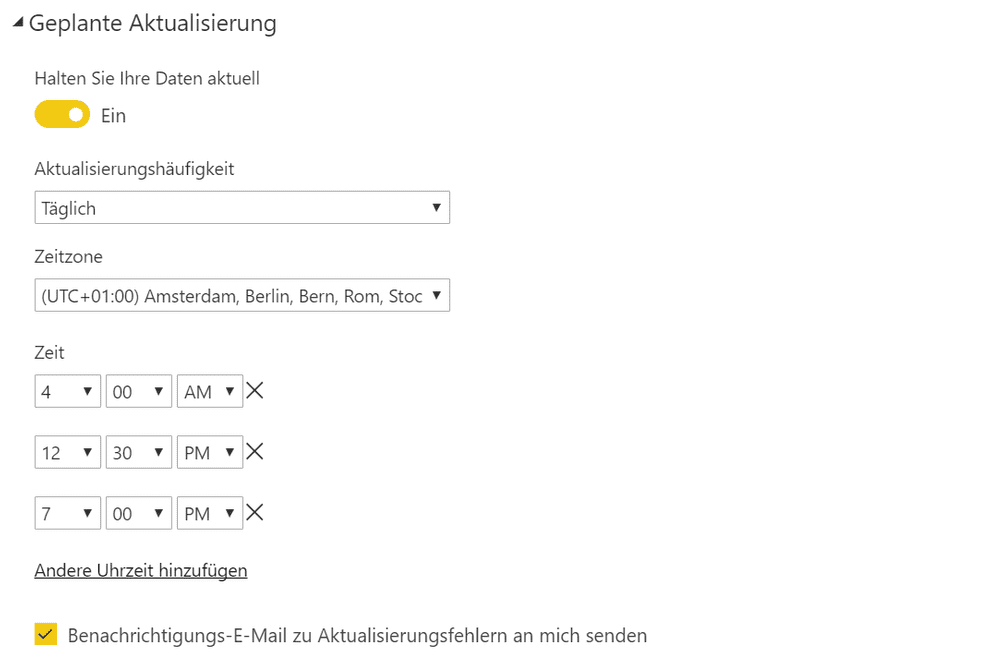 Geplante Aktualisierung
Halten Sie Ihre Daten aktuell
Ein
Aktualisierungshäufigkeit
Täglich
Zeitzone
(UTC+01:00) Amsterdam, Berlin, Bern, Rom, Stoc
Zeit
4 00 AM
12 30 PM
7 00 PM
Andere Uhrzeit hinzufügen
Benachrichtigungs-E-Mail zu Aktualisierungsfehlern an mich senden